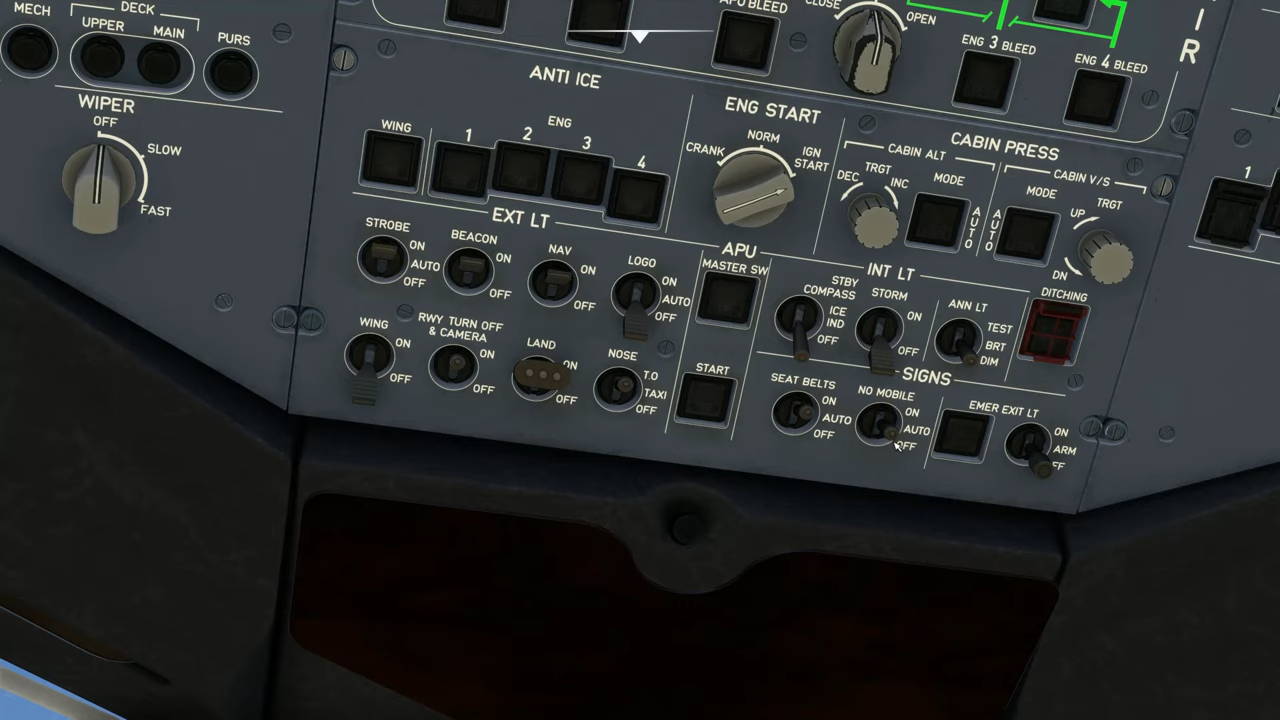 DECK
MECH
UPPER
MAIN
PURS
WIPER
OFF
SLOW
FAST
APU BLEED
CLOSE
OPEN
ENG 3 BLEED
ENG 4 BLEED
I
R
ANTI ICE
WING
ENG
1
2
3
4
ENG START
CRANK
NORM
IGN
START
CABIN PRESS
CABIN ALT
DEC
TRGT
INC
MODE
AUTO
CABIN V/S
MODE
AUTO
UP
TRGT
DN
1
EXT LT
STROBE
ON
AUTO
OFF
BEACON
ON
OFF
NAV
ON
OFF
LOGO
ON
AUTO
OFF
WING
ON
OFF
RWY TURN OFF
& CAMERA
ON
OFF
LAND
ON
OFF
NOSE
T.O
TAXI
OFF
APU
MASTER SW
START
INT LT
STBY
COMPASS
ICE
IND
OFF
STORM
ON
OFF
ANN LT
TEST
BRT
DIM
DITCHING
SIGNS
SEAT BELTS
ON
AUTO
OFF
NO MOBILE
ON
AUTO
OFF
EMER EXIT LT
ON
ARM
FF